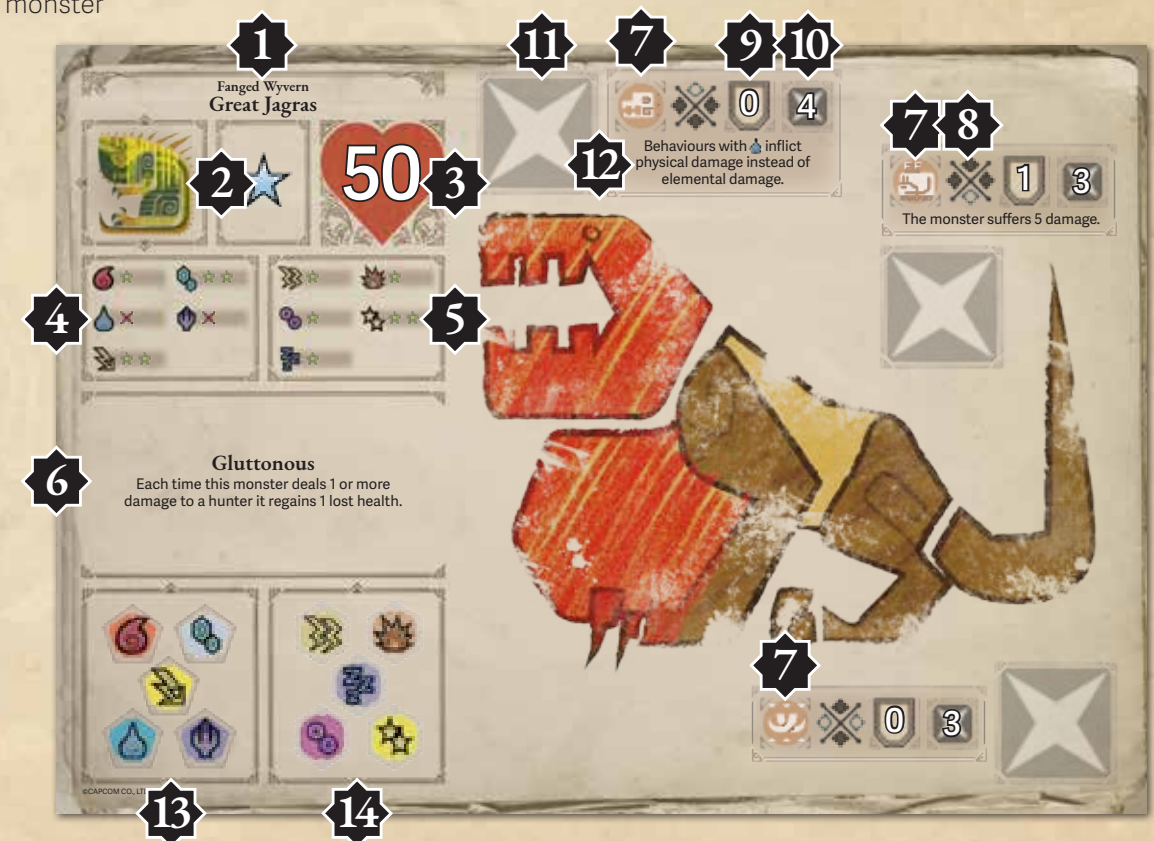 monster
1
11
7
9
10
Fanged Wyvern
Great Jagras
0
4
7
8
2
50
3
12
Behaviours with inflict
physical damage instead of
elemental damage.
1
3
The monster suffers 5 damage.
4
5
6
Gluttonous
Each time this monster deals 1 or more
damage to a hunter it regains 1 lost health.
7
0
3
©CAPCOM CO., LT
13
14